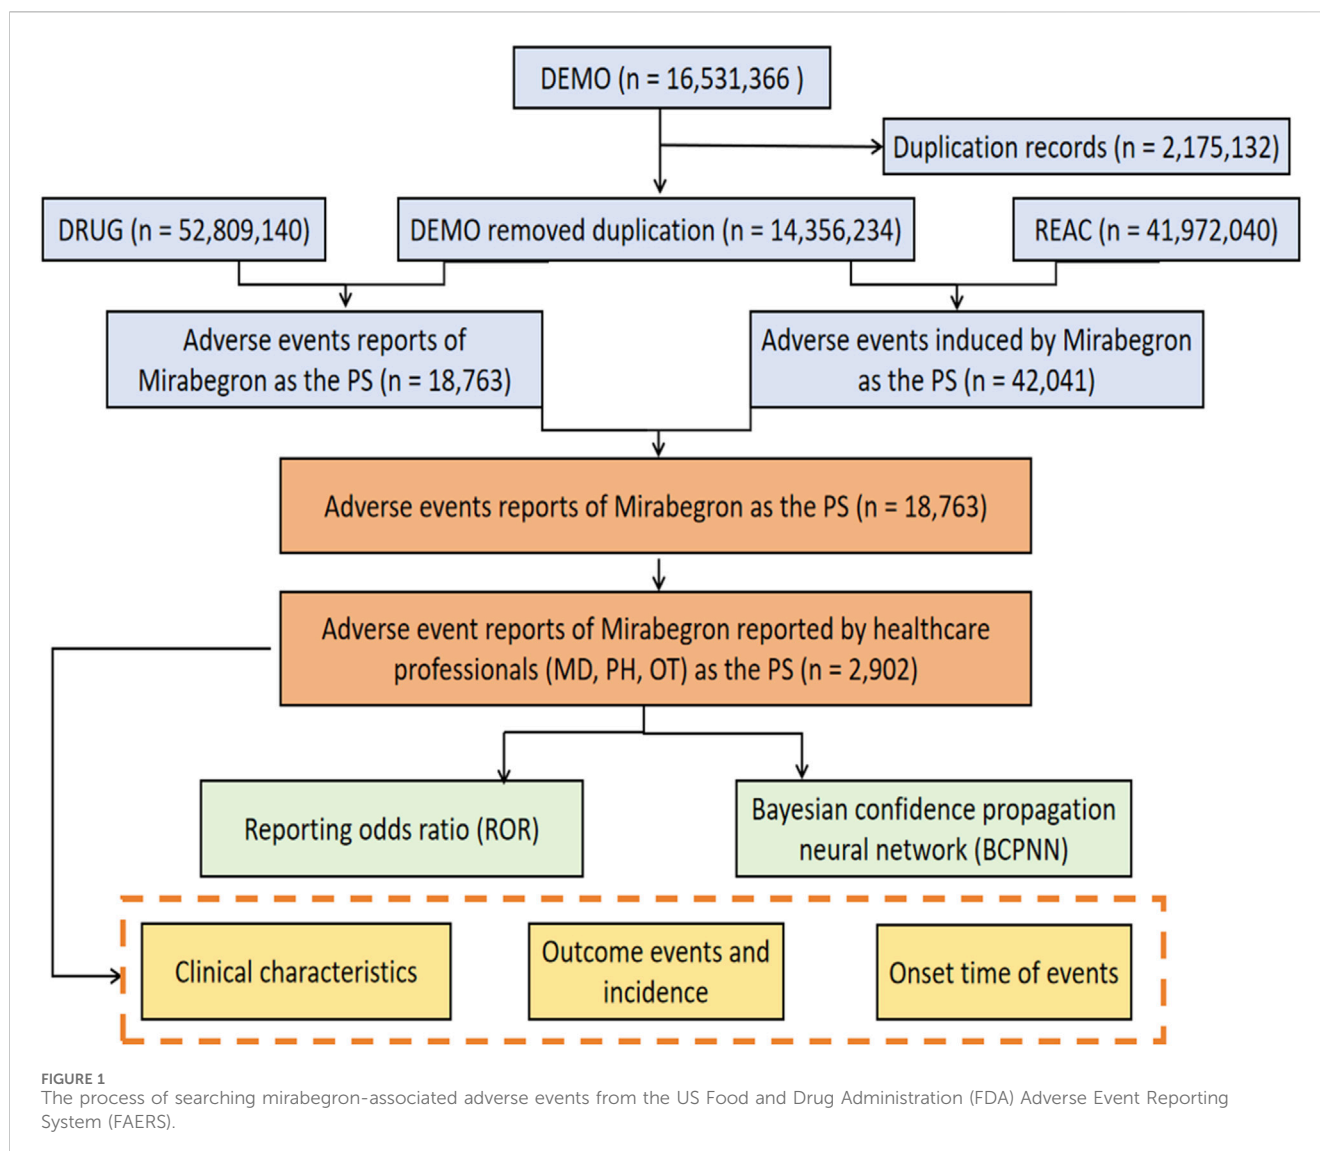 DEMO (n = 16,531,366 )
Duplication records (n = 2,175,132)
DRUG (n = 52,809,140)
DEMO removed duplication (n = 14,356,234)
REAC (n = 41,972,040)
Adverse events reports of
Mirabegron as the PS (n = 18,763)
Adverse events induced by Mirabegron
as the PS (n = 42,041)
Adverse events reports of Mirabegron as the PS (n = 18,763)
Adverse event reports of Mirabegron reported by healthcare
professionals (MD, PH, OT) as the PS (n = 2,902)
Reporting odds ratio (ROR)
Bayesian confidence propagation
neural network (BCPNN)
Clinical characteristics
Outcome events and
incidence
Onset time of events
FIGURE 1
The process of searching mirabegron-associated adverse events from the US Food and Drug Administration (FDA) Adverse Event Reporting
System (FAERS).